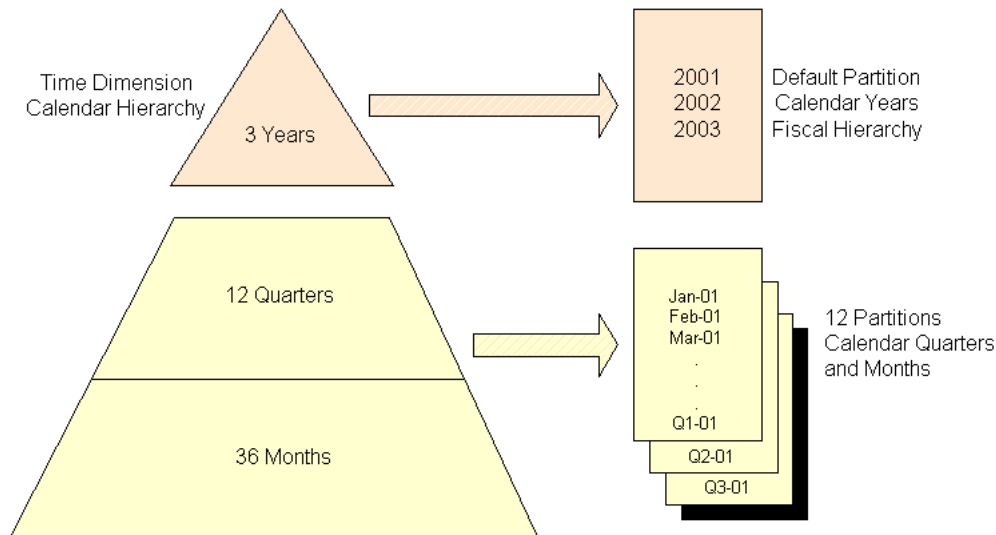 Time Dimension
Calendar Hierarchy
3 Years
2001
2002
2003
Default Partition
Calendar Years
Fiscal Hierarchy
12 Quarters
36 Months
Jan-01
Feb-01
Mar-01
.
.
.
Q1-01
Q2-01
Q3-01
12 Partitions
Calendar Quarters
and Months